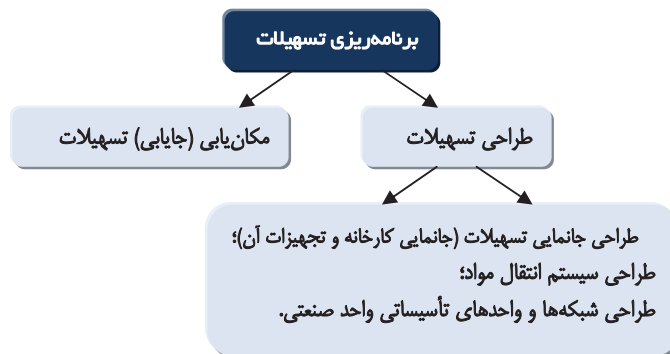 برنامه‌ریزی تسهیلات
طراحی تسهیلات
مکان‌یابی (جایابی) تسهیلات
طراحی جانمایی تسهیلات (جانمایی کارخانه و تجهیزات آن)؛
طراحی سیستم انتقال مواد؛
طراحی شبکه‌ها و واحدهای تأسیساتی واحد صنعتی.